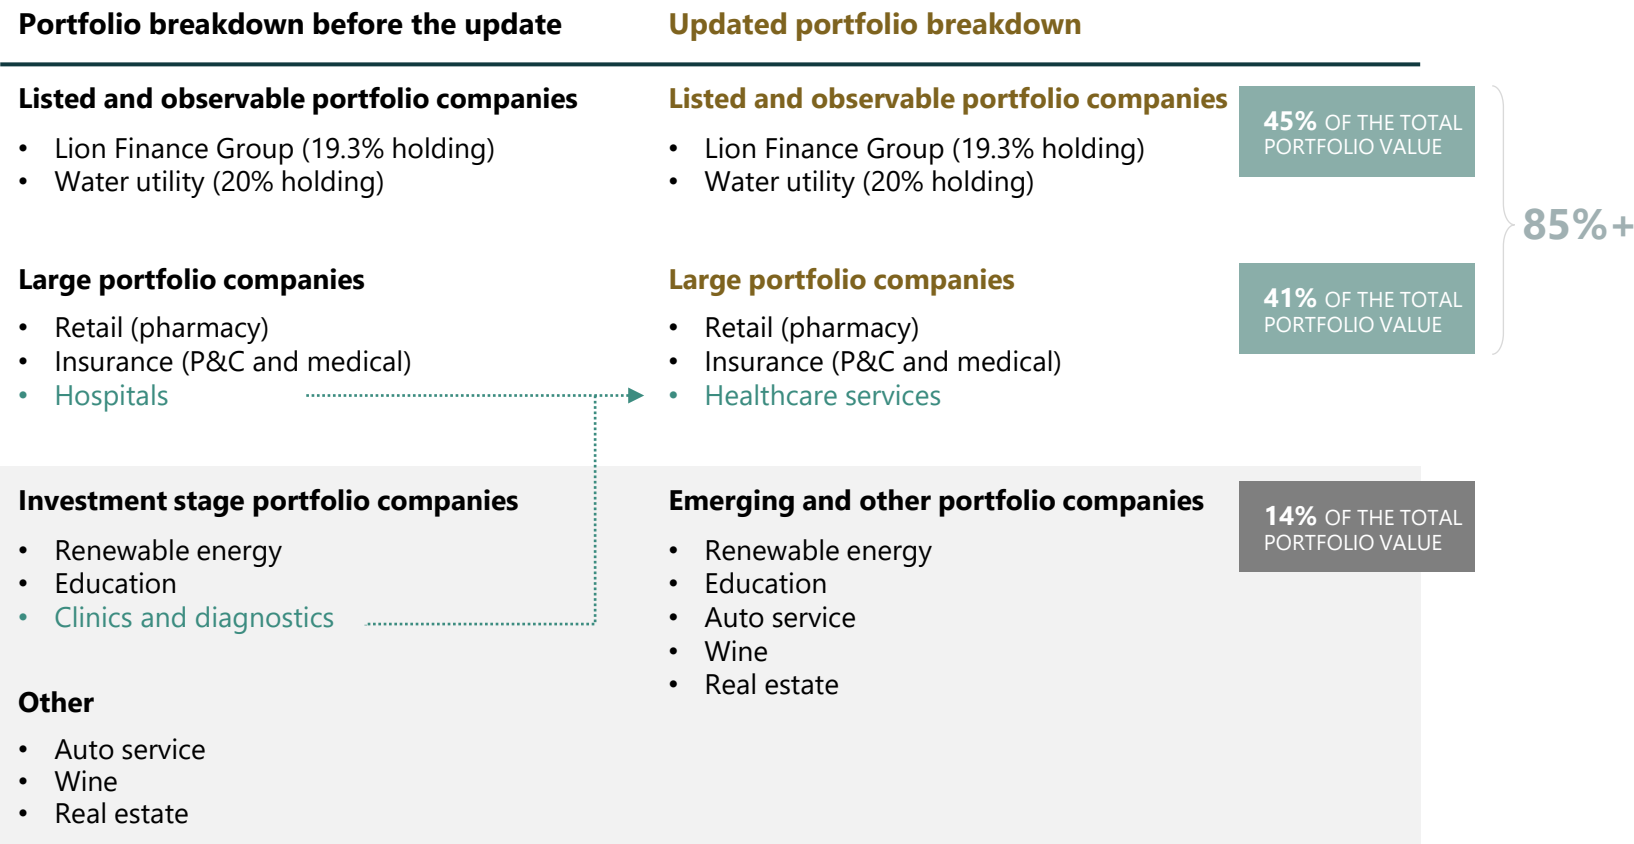 Portfolio breakdown before the update
Updated portfolio breakdown
Listed and observable portfolio companies
• Lion Finance Group (19.3% holding)
• Water utility (20% holding)
Listed and observable portfolio companies
• Lion Finance Group (19.3% holding)
• Water utility (20% holding)
45% OF THE TOTAL
PORTFOLIO VALUE
85%+
Large portfolio companies
• Retail (pharmacy)
• Insurance (P&C and medical)
• Hospitals
Large portfolio companies
• Retail (pharmacy)
• Insurance (P&C and medical)
• Healthcare services
41% OF THE TOTAL
PORTFOLIO VALUE
Investment stage portfolio companies
• Renewable energy
• Education
• Clinics and diagnostics
Other
• Auto service
• Wine
• Real estate
Emerging and other portfolio companies
• Renewable energy
• Education
• Auto service
• Wine
• Real estate
14% OF THE TOTAL
PORTFOLIO VALUE